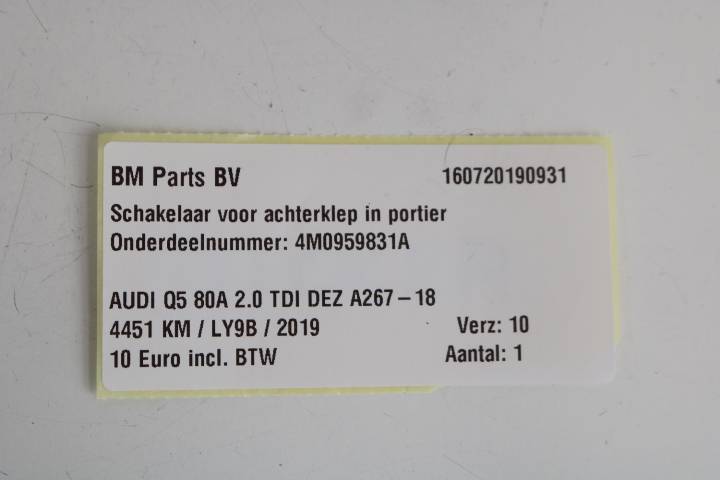 BM Parts BV 160720190931
Schakelaar voor achterklep in portier
Onderdeelnummer: 4M0959831A
AUDI Q5 80A 2.0 TDI DEZ A267-18
4451 KM / LY9B / 2019 Verz: 10
10 Euro incl. BTW Aantal: 1